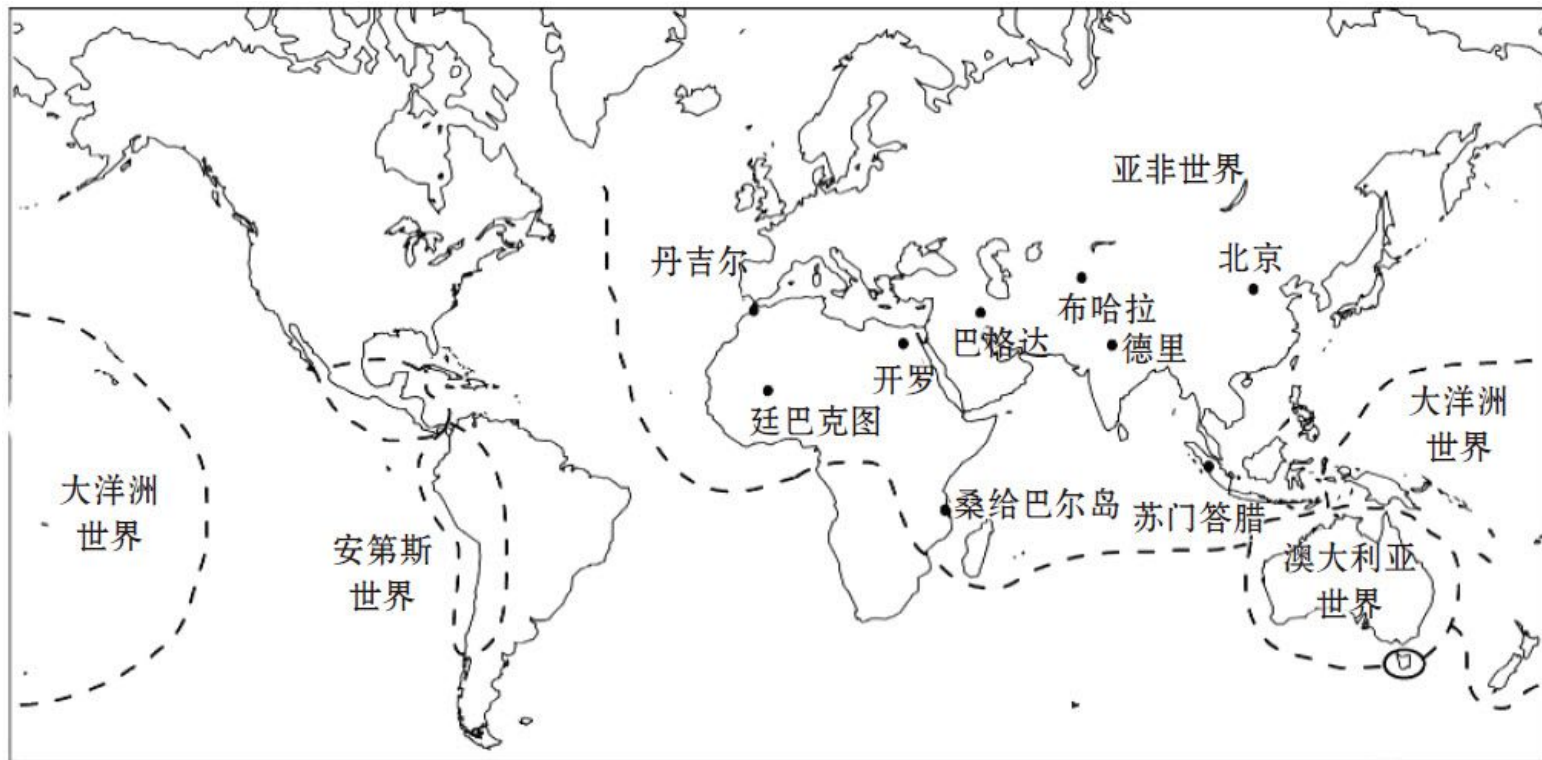 亚非世界
丹吉尔
北京
布哈拉
巴格达
德里
开罗
廷巴克图
大洋洲
世界
大洋洲
世界
桑给巴尔岛
苏门答腊
安第斯
世界
澳大利亚
世界